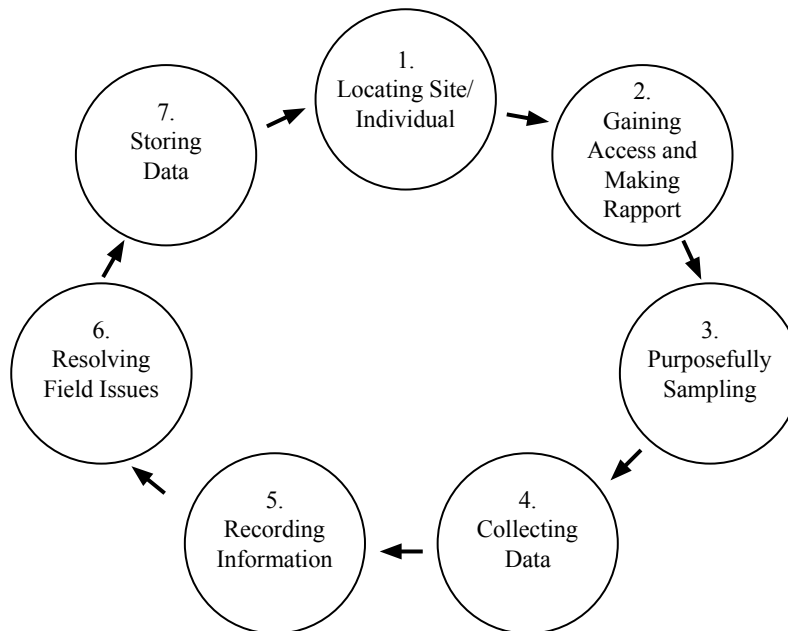 1.
Locating Site/
Individual
2.
Gaining
Access and
Making
Rapport
3.
Purposefully
Sampling
4.
Collecting
Data
5.
Recording
Information
6.
Resolving
Field Issues
7.
Storing
Data